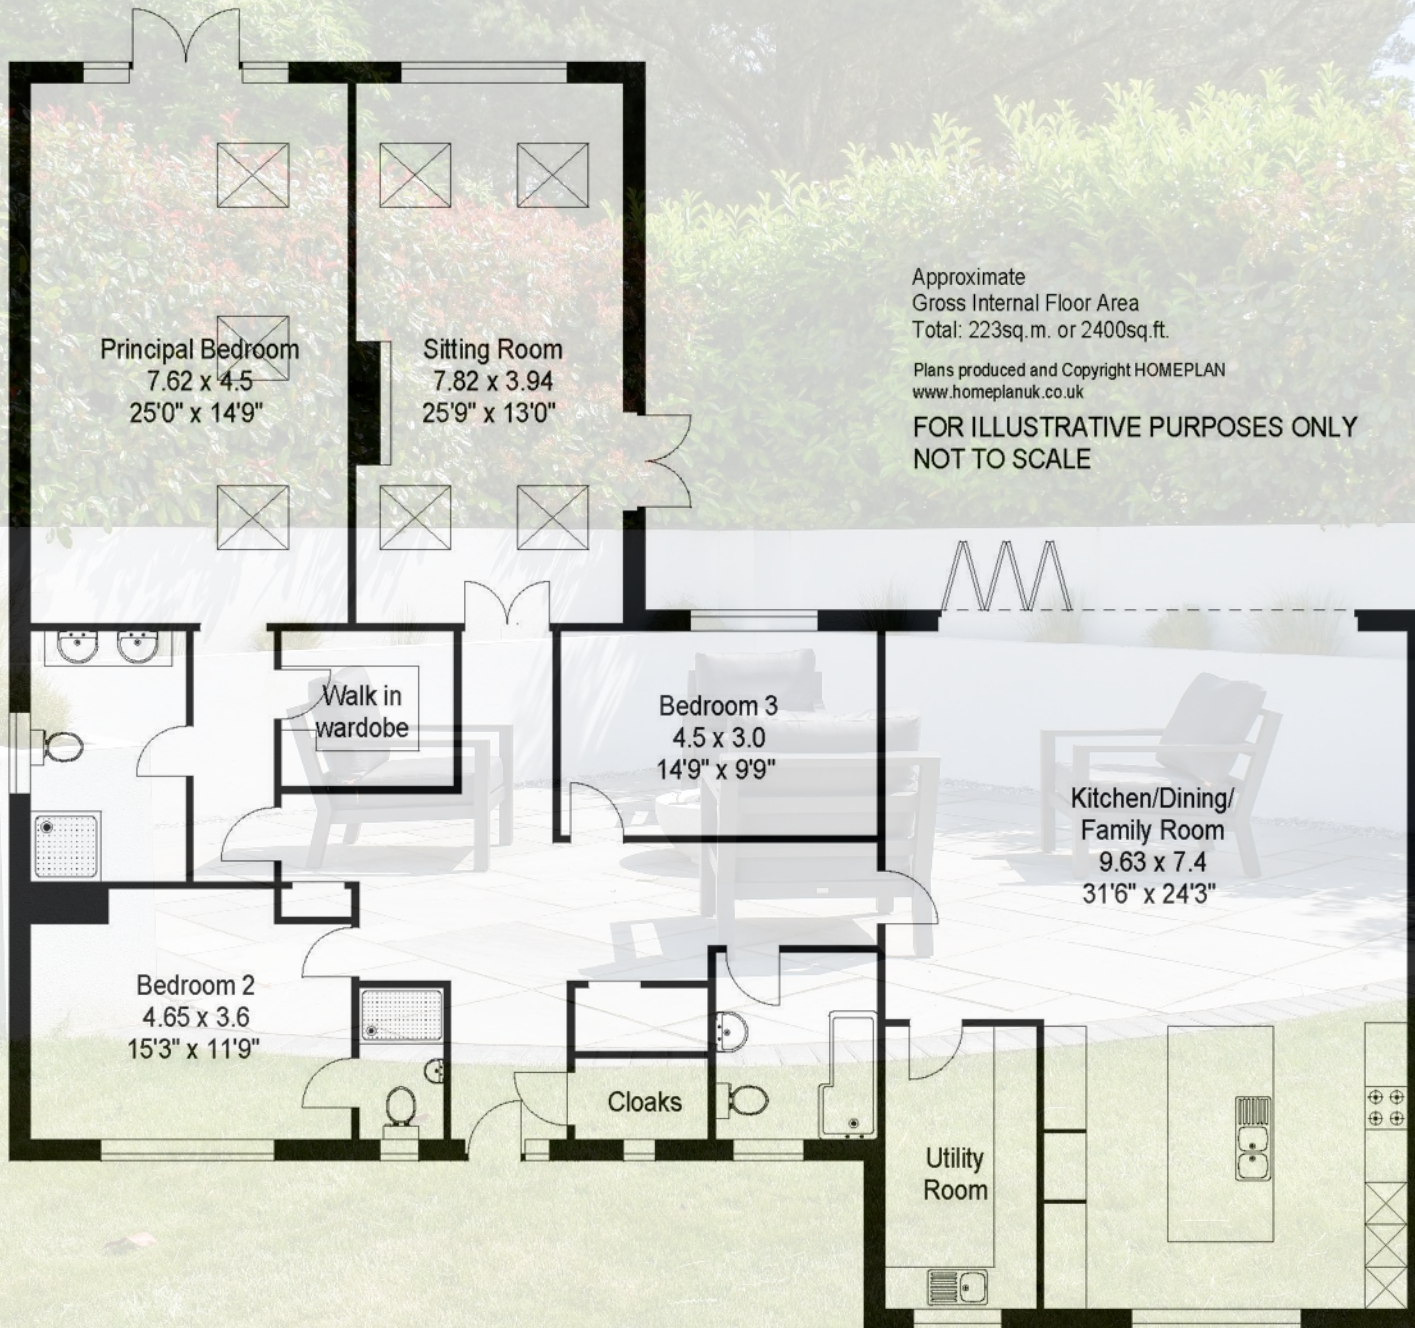 Principal Bedroom
7.62 x 4.5
25'0" x 14'9"
Sitting Room
7.82 x 3.94
25'9" x 13'0"
Approximate
Gross Internal Floor Area
Total: 223sq.m. or 2400sq.ft.
Plans produced and Copyright HOMEPLAN
www.homeplanuk.co.uk
FOR ILLUSTRATIVE PURPOSES ONLY
NOT TO SCALE
Walk in
wardobe
Bedroom 3
4.5 x 3.0
14'9" x 9'9"
Kitchen/Dining/
Family Room
9.63 x 7.4
31'6" x 24'3"
Bedroom 2
4.65 x 3.6
15'3" x 11'9"
Cloaks
Utility
Room